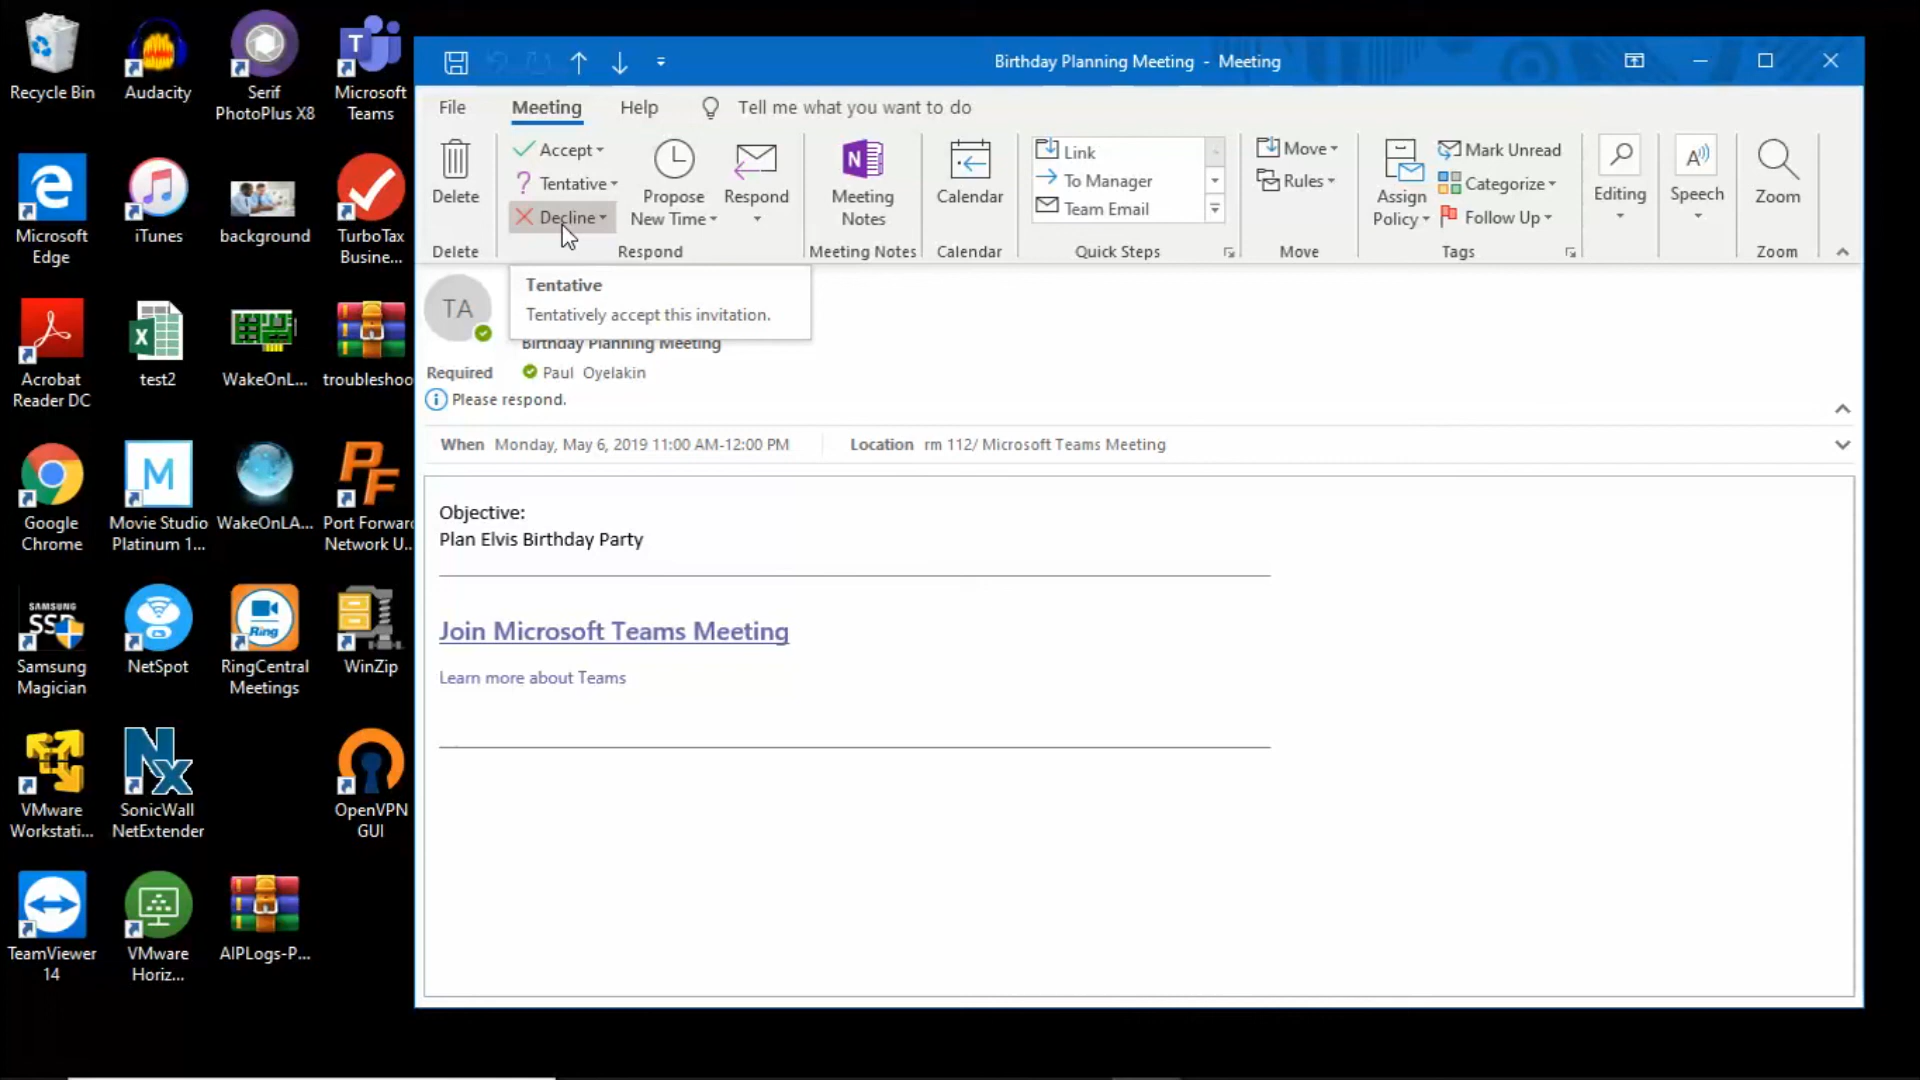 Recycle Bin
Audacity
Serif
PhotoPlus X8
Microsoft
Teams
Microsoft
Edge
iTunes
background
TurboTax
Busine...
Acrobat
Reader DC
test2
WakeOnL...
troubleshoo
Google
Chrome
Movie Studio
Platinum 1...
WakeOnLA...
Port Forwar
Network U...
SAMSUNG
SSD
Samsung
Magician
NetSpot
Ring
RingCentral
Meetings
WinZip
VMware
Workstati...
SonicWall
NetExtender
OpenVPN
GUI
TeamViewer
14
VMware
Horiz...
AIPLogs-P...
Birthday Planning Meeting - Meeting
File
Meeting
Help
Tell me what you want to do
Delete
Delete
Accept
Tentative
Decline
Propose
New Time
Respond
Respond
Meeting
Notes
Meeting Notes
Calendar
Calendar
Link
To Manager
Team Email
Quick Steps
Move
Rules
Move
Assign
Policy
Mark Unread
Categorize
Follow Up
Tags
Editing
Speech
Zoom
Zoom
TA
Tentative
Tentatively accept this invitation.
Birthday Planning Meeting
Required Paul Oyelakin
Please respond.
When Monday, May 6, 2019 11:00 AM-12:00 PM
Location rm 112/ Microsoft Teams Meeting
Objective:
Plan Elvis Birthday Party
Join Microsoft Teams Meeting
Learn more about Teams